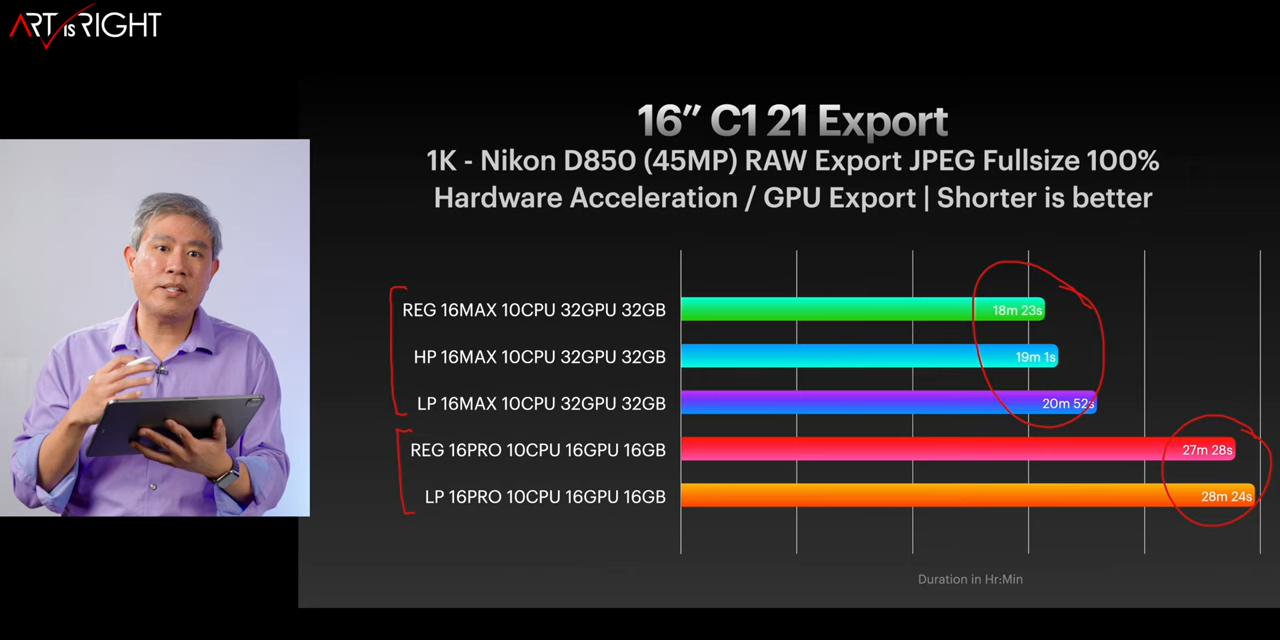 ART IS RIGHT
16” C1 21 Export
1K - Nikon D850 (45MP) RAW Export JPEG Fullsize 100%
Hardware Acceleration / GPU Export | Shorter is better
REG 16MAX 10CPU 32GPU 32GB 18m 23s
HP 16MAX 10CPU 32GPU 32GB 19m 1s
LP 16MAX 10CPU 32GPU 32GB 20m 52s
REG 16PRO 10CPU 16GPU 16GB 27m 28s
LP 16PRO 10CPU 16GPU 16GB 28m 24s
Duration in Hr:Min